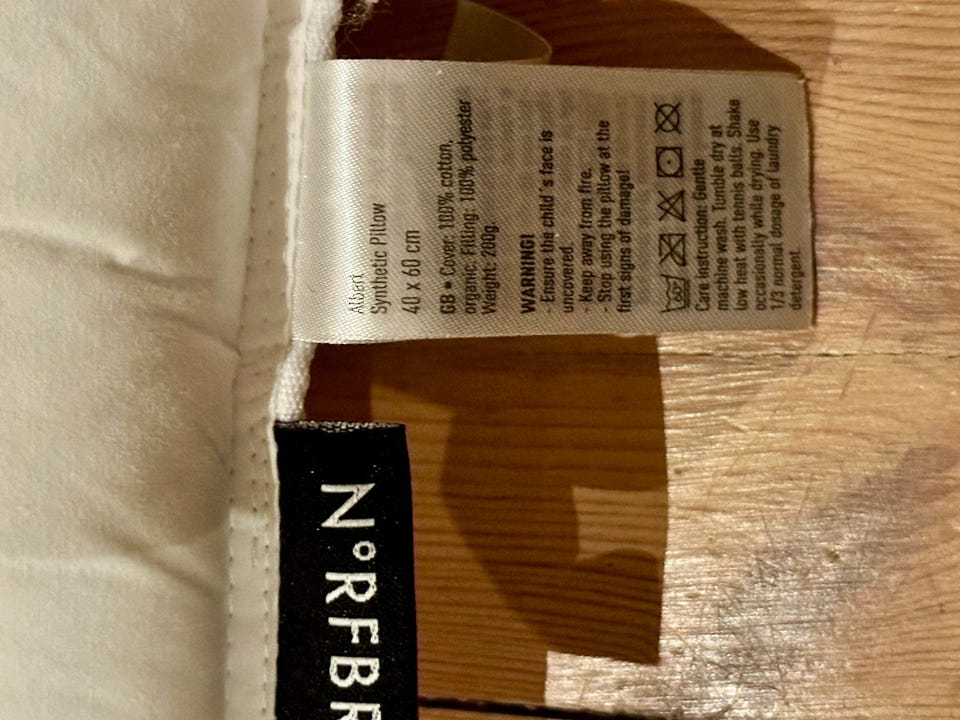 Albert
Synthetic Pillow
40 x 60 cm
GB • Cover: 100% cotton,
organic. Filling: 100% polyester
Weight: 200g.
WARNING!
- Ensure the child's face is
uncovered.
- Keep away from fire.
- Stop using the pillow at the
first signs of damage!
60°
Care instruction: Gentle
machine wash. Tumble dry at
low heat with tennis balls. Shake
occasionally while drying. Use
1/3 normal dosage of laundry
detergent.
NORFBR